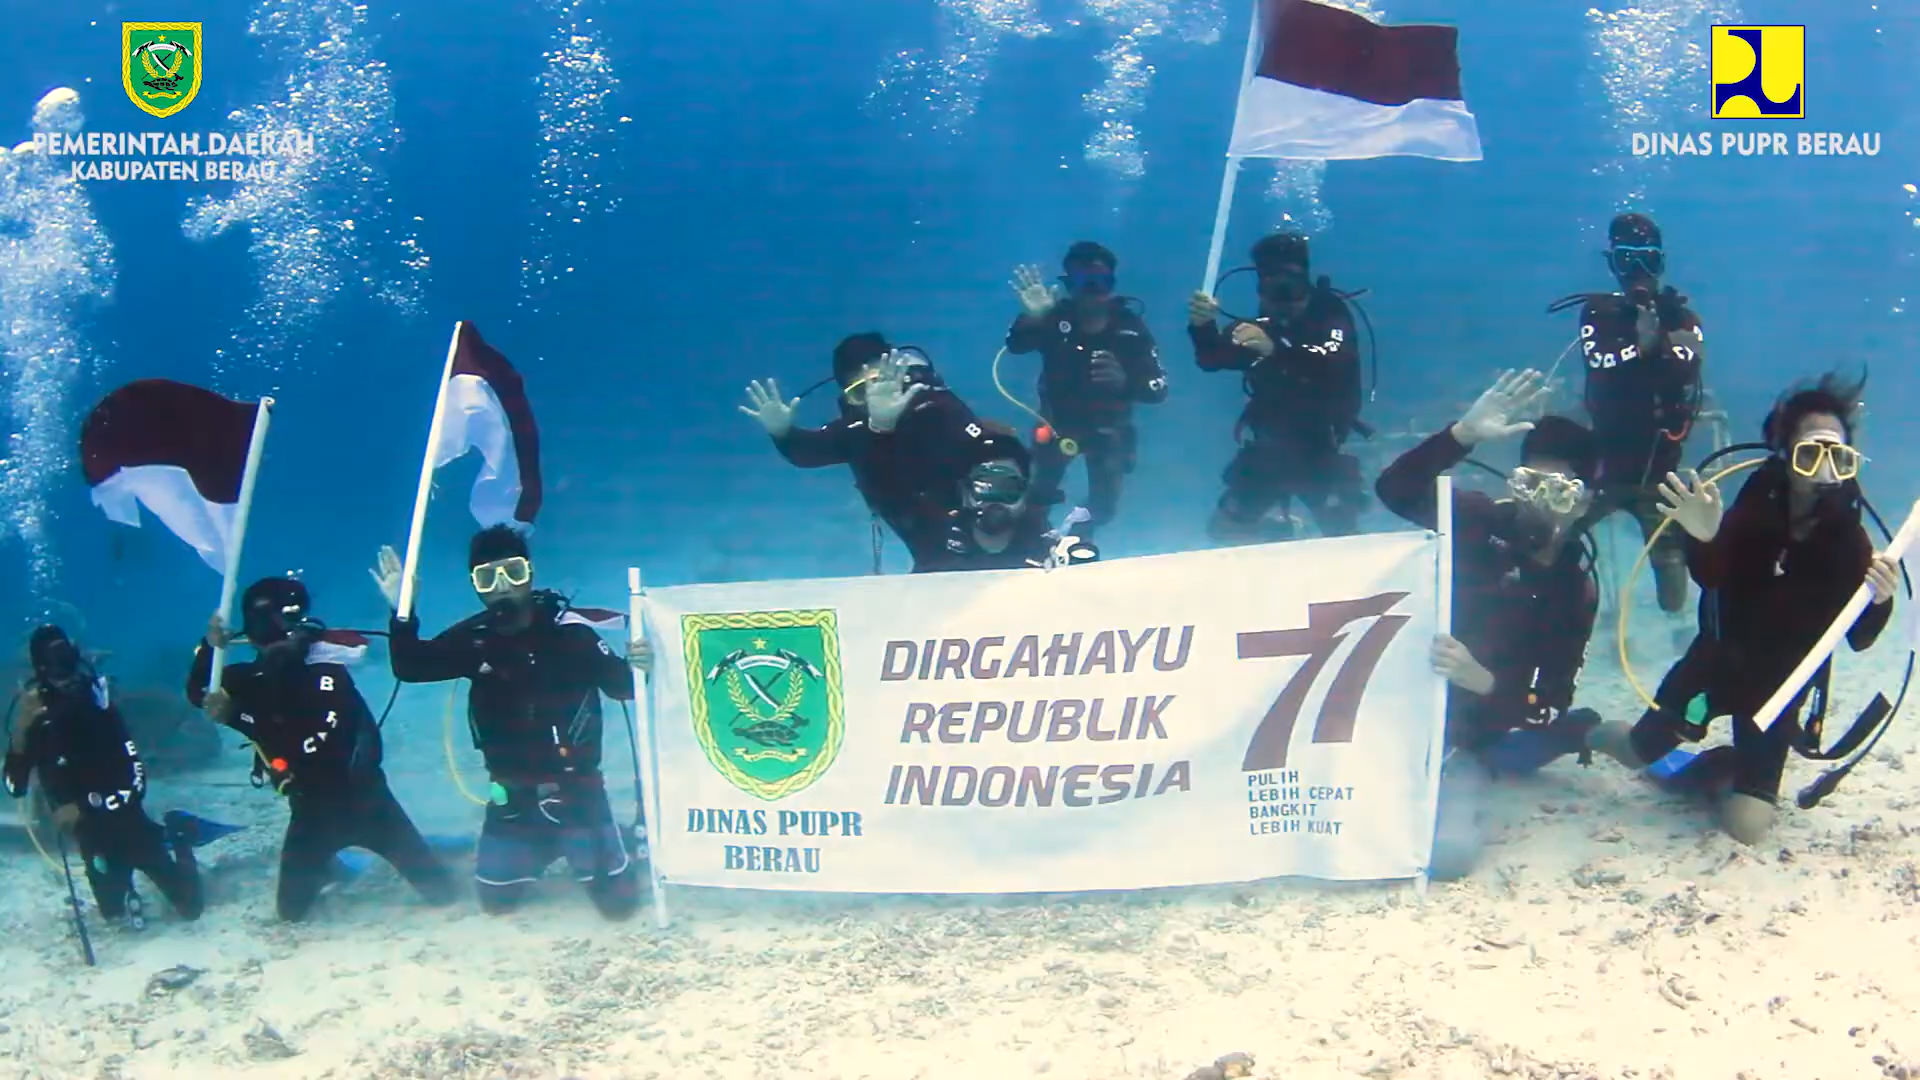 PEMERINTAH DAERAH
KABUPATEN BERAU
DINAS PUPR BERAU
DINAS PUPR
BERAU
DIRGAHAYU
REPUBLIK
INDONESIA
77
PULIH
LEBIH CEPAT
BANGKIT
LEBIH KUAT